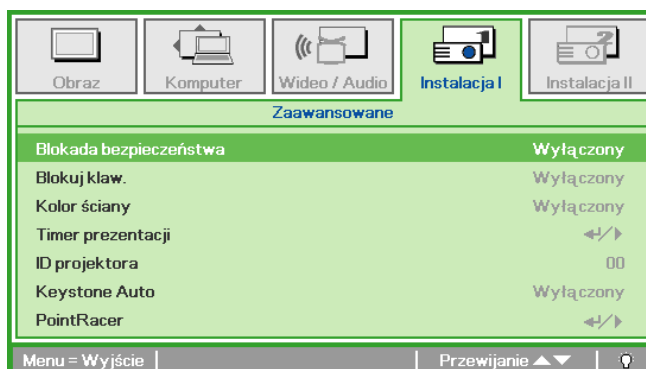 Obraz
Komputer
Wideo / Audio
Instalacja I
Instalacja II
Zaawansowane
Blokada bezpieczeństwa Wyłączony
Blokuj klaw. Wyłączony
Kolor ściany Wyłączony
Timer prezentacji
ID projektora 00
Keystone Auto Wyłączony
PointRacer
Menu = Wyjście | | Przewijanie ▲▼ |